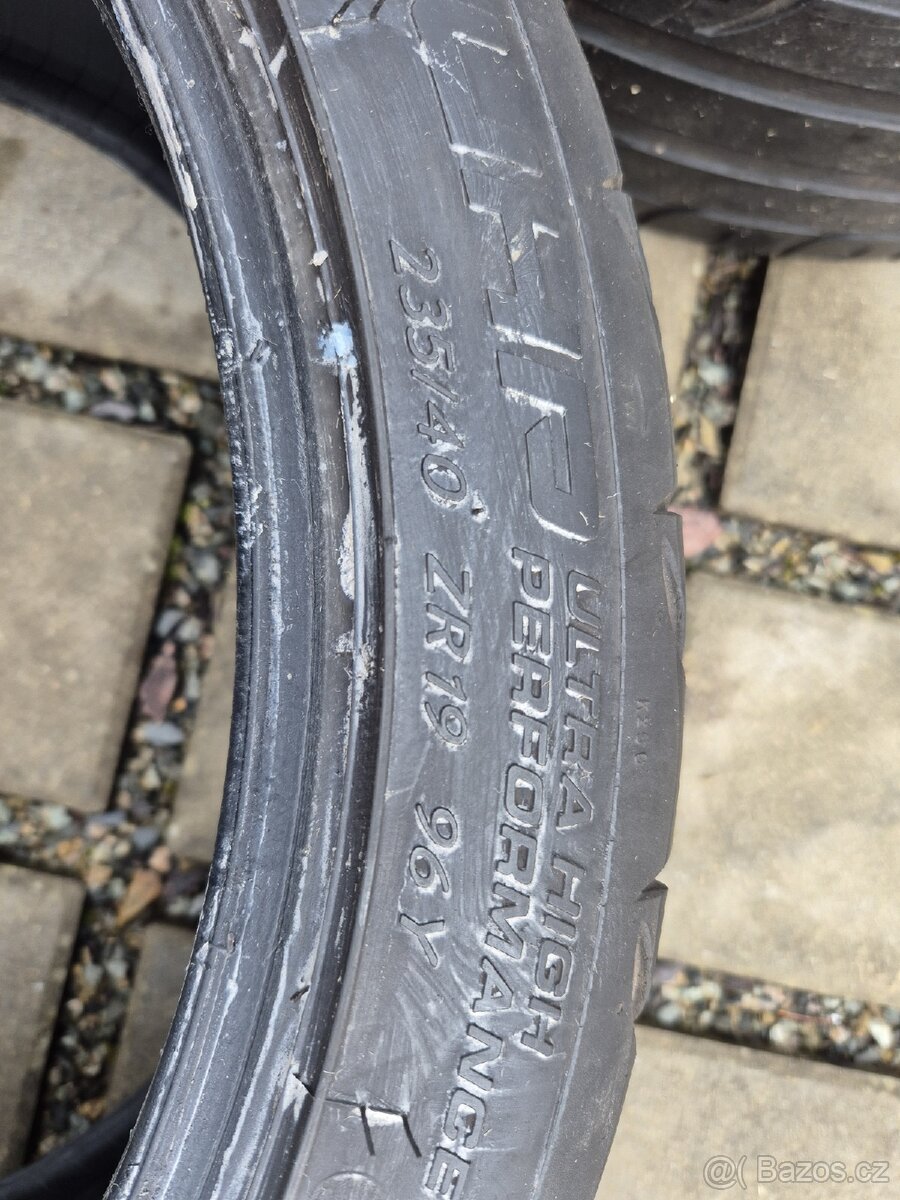 UHP
ULTRA HIGH
PERFORMANCE
235/40 ZR19 96Y
@( Bazos.cz